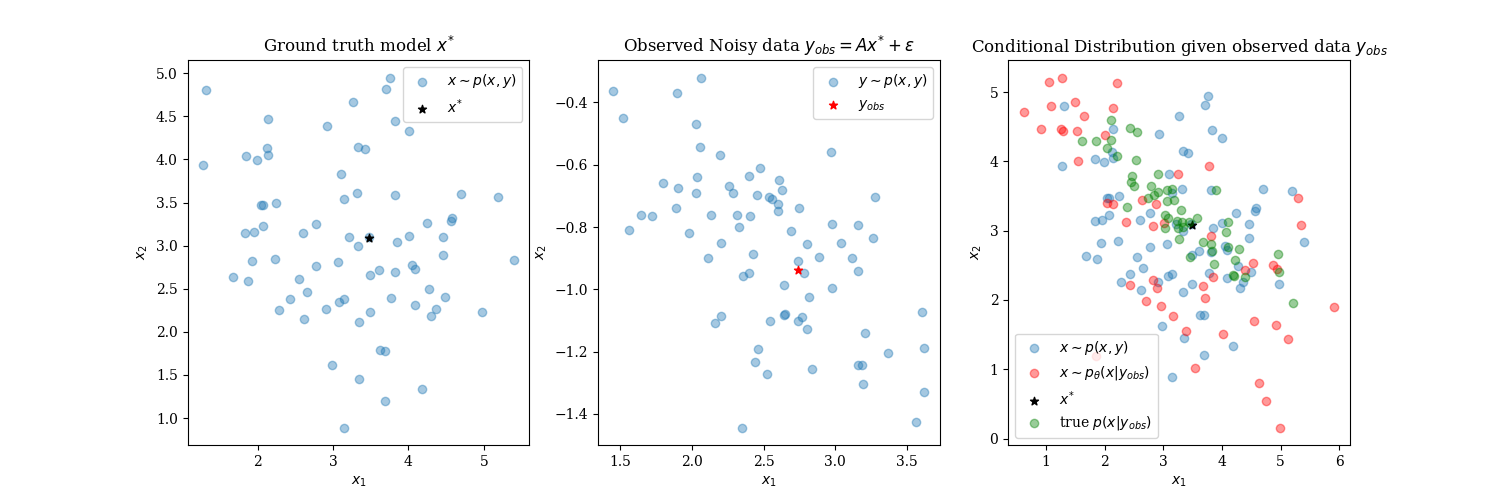 Ground truth model $x^*$
Observed Noisy data $y_{obs} = Ax^* + \varepsilon$
Conditional Distribution given observed data $y_{obs}$
x ~ p(x, y)
x*
y ~ p(x, y)
$y_{obs}$
x ~ p(x, y)
x ~ $p_\theta(x|y_{obs})$
x*
true $p(x|y_{obs})$
5.0
4.5
4.0
3.5
3.0
2.5
2.0
1.5
1.0
$x_2$
2 3 4 5
$x_1$
−0.4
−0.6
−0.8
−1.0
−1.2
−1.4
$x_2$
1.5 2.0 2.5 3.0 3.5
$x_1$
5
4
3
2
1
0
$x_2$
1 2 3 4 5 6
$x_1$